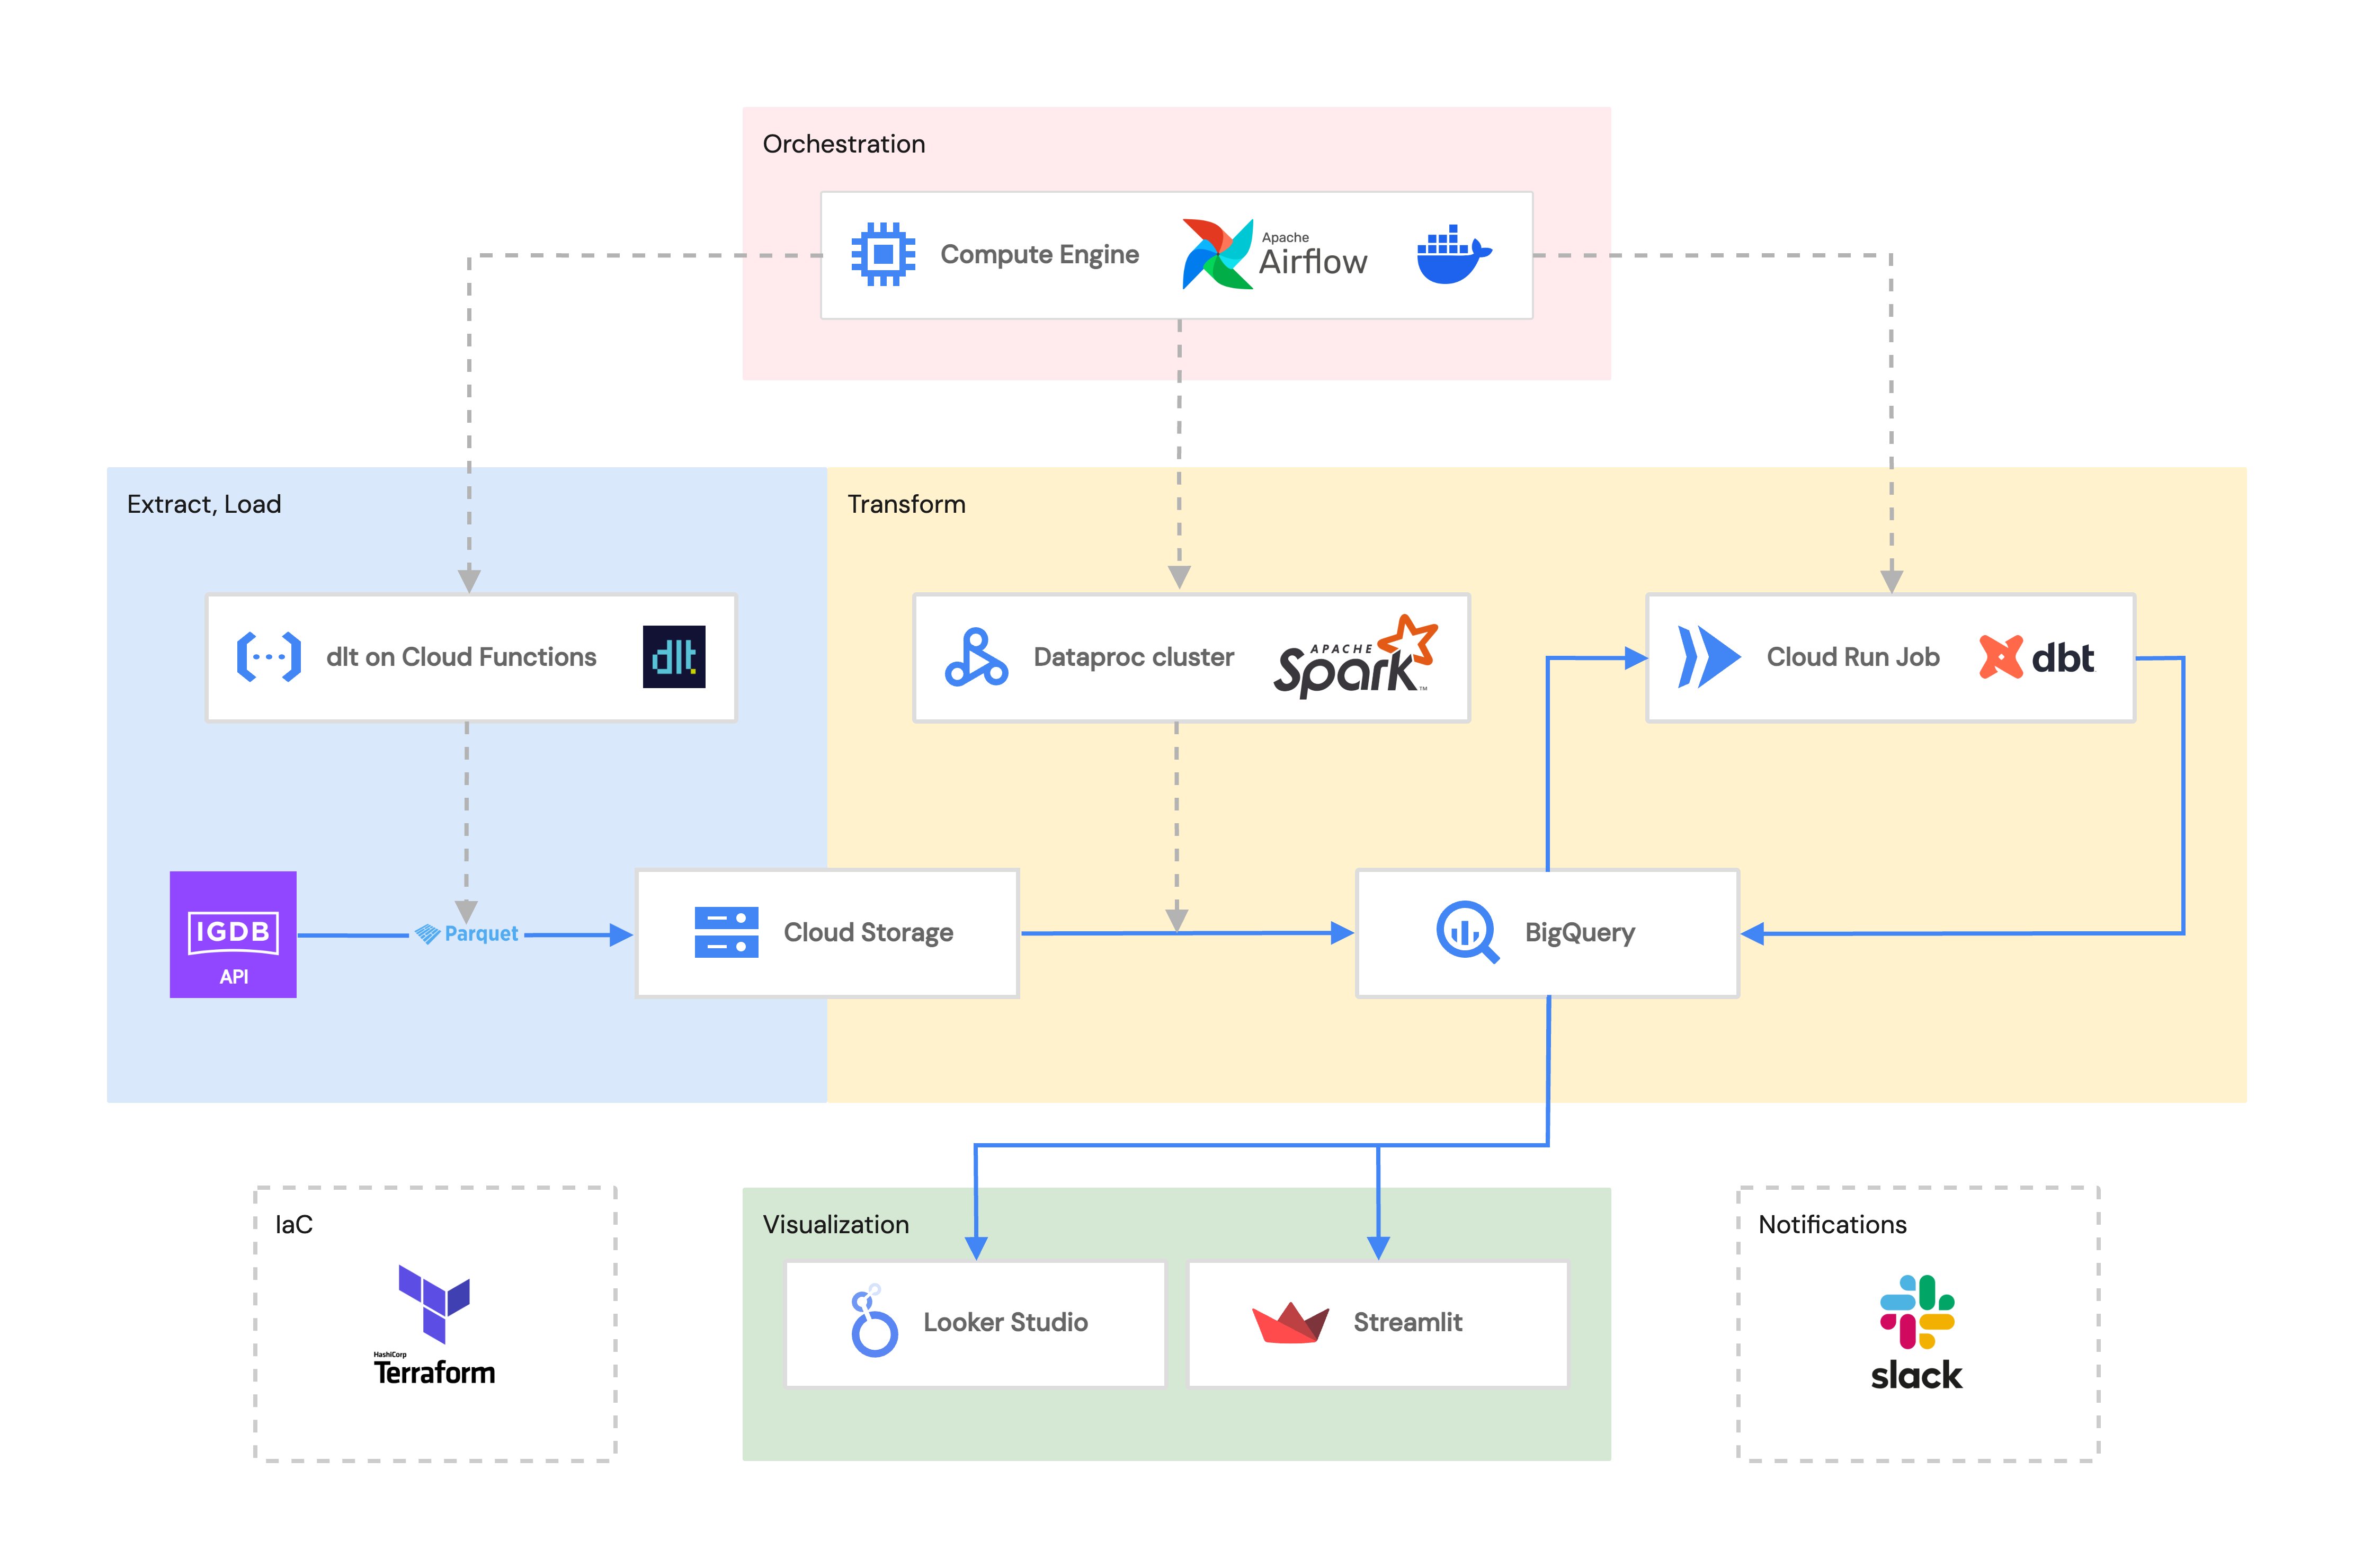 Orchestration
Compute Engine
Apache
Airflow
Extract, Load
Transform
dlt on Cloud Functions
dlt
Dataproc cluster
APACHE
Spark™
Cloud Run Job
dbt
IGDB
API
Parquet
Cloud Storage
BigQuery
IaC
HashiCorp
Terraform
Visualization
Looker Studio
Streamlit
Notifications
slack